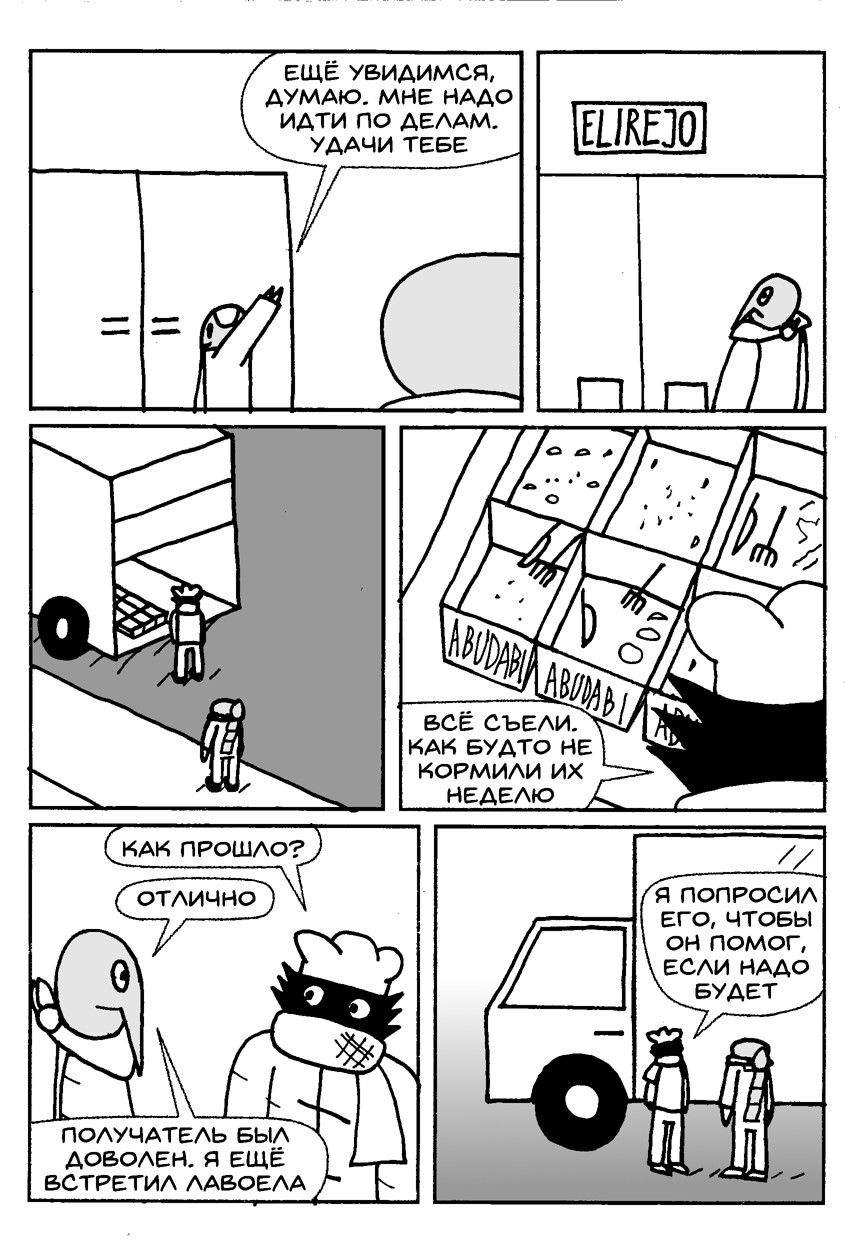 ЕЩЁ УВИДИМСЯ,
ДУМАЮ. МНЕ НАДО
ИДТИ ПО ДЕЛАМ.
УДАЧИ ТЕБЕ
ELIREJO
ABUDABI
ABUDABI
ВСЁ СЪЕЛИ.
КАК БУДТО НЕ
КОРМИЛИ ИХ
НЕДЕЛЮ
КАК ПРОШЛО?
ОТЛИЧНО
ПОЛУЧАТЕЛЬ БЫЛ
ДОВОЛЕН. Я ЕЩЁ
ВСТРЕТИЛ ЛАВОЕЛА
Я ПОПРОСИЛ
ЕГО, ЧТОБЫ
ОН ПОМОГ,
ЕСЛИ НАДО
БУДЕТ